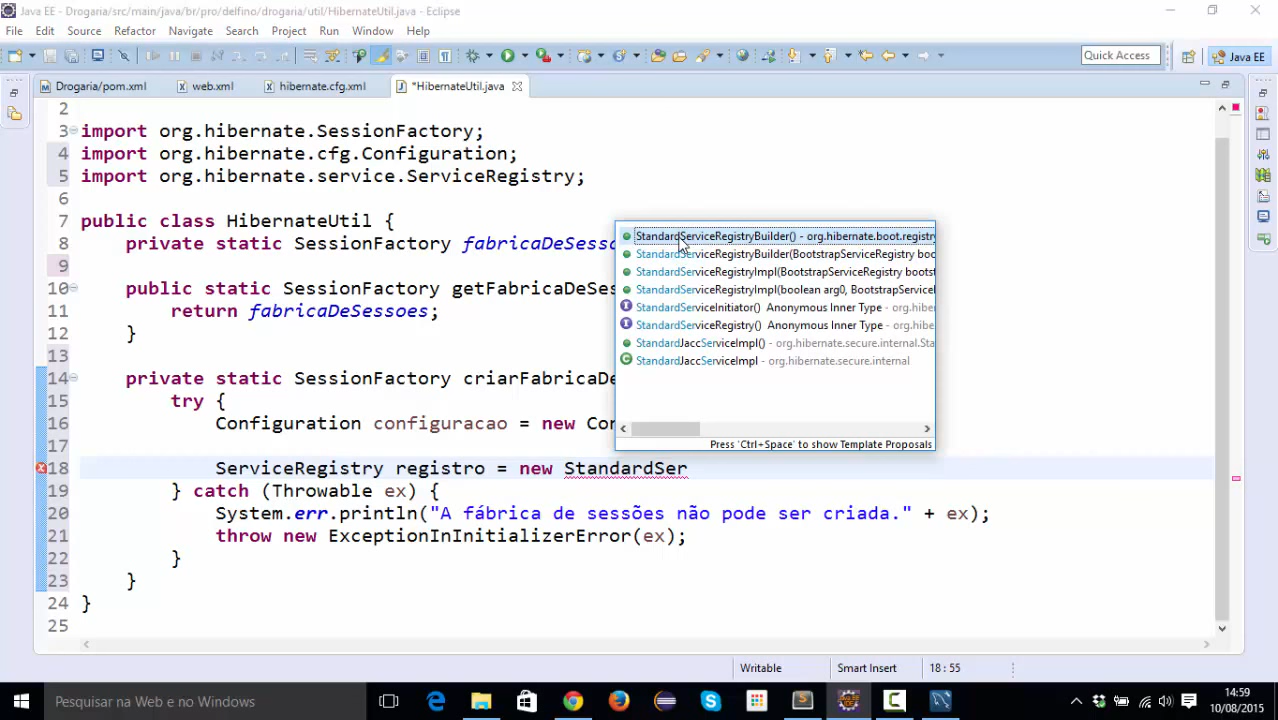 Java EE - Drogaria/src/main/java/br/pro/delfino/drogaria/util/HibernateUtil.java - Eclipse
File Edit Source Refactor Navigate Search Project Run Window Help
Quick Access
Java EE
Drogaria/pom.xml web.xml hibernate.cfg.xml *HibernateUtil.java
2
3 import org.hibernate.SessionFactory;
4 import org.hibernate.cfg.Configuration;
5 import org.hibernate.service.ServiceRegistry;
6
7 public class HibernateUtil {
8 private static SessionFactory fabricaDeSesso
9
10 public static SessionFactory getFabricaDeSes
11 return fabricaDeSessoes;
12 }
13
14 private static SessionFactory criarFabricaDe
15 try {
16 Configuration configuracao = new Con
17
18 ServiceRegistry registro = new StandardSer
19 } catch (Throwable ex) {
20 System.err.println("A fábrica de sessões não pode ser criada." + ex);
21 throw new ExceptionInInitializerError(ex);
22 }
23 }
24 }
25
StandardServiceRegistryBuilder() - org.hibernate.boot.registry
StandardServiceRegistryBuilder(BootstrapServiceRegistry boo
StandardServiceRegistryImpl(BootstrapServiceRegistry bootst
StandardServiceRegistryImpl(boolean arg0, BootstrapServiceI
StandardServiceInitiator() Anonymous Inner Type - org.hiber
StandardServiceRegistry() Anonymous Inner Type - org.hibe
StandardJaccServiceImpl() - org.hibernate.secure.internal.Sta
StandardJaccServiceImpl - org.hibernate.secure.internal
Press 'Ctrl+Space' to show Template Proposals
Writable Smart Insert 18 : 55
Pesquisar na Web e no Windows
14:59
10/08/2015